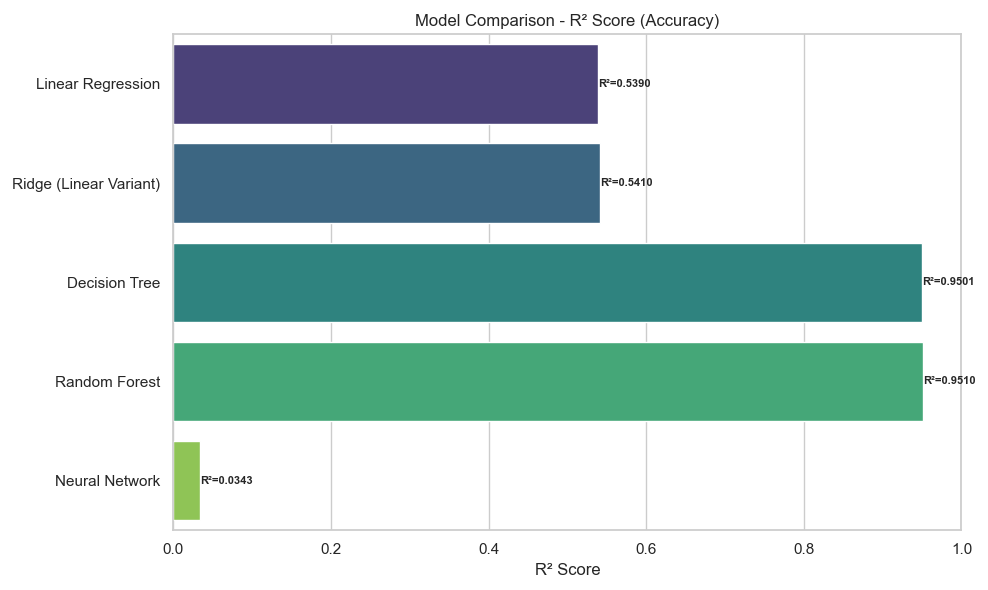 Model Comparison - R² Score (Accuracy)
Linear Regression
R²=0.5390
Ridge (Linear Variant)
R²=0.5410
Decision Tree
R²=0.9501
Random Forest
R²=0.9510
Neural Network
R²=0.0343
0.0 0.2 0.4 0.6 0.8 1.0
R² Score